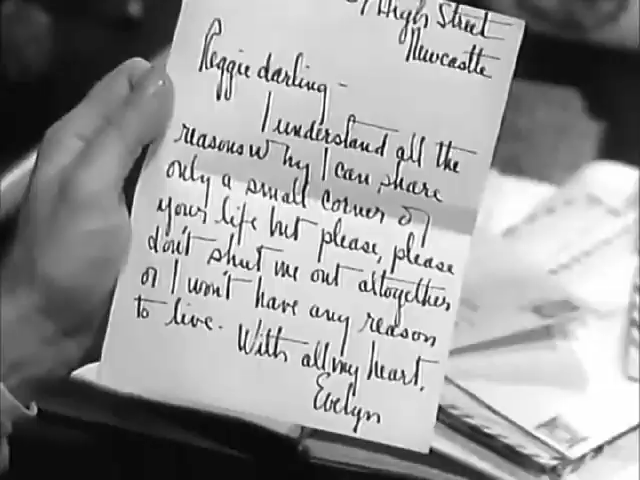 High Street
Newcastle
Reggie darling -
I understand all the
reasons why I can share
only a small corner of
your life but please, please
don't shut me out altogether
or I won't have any reason
to live. With all my heart,
Evelyn